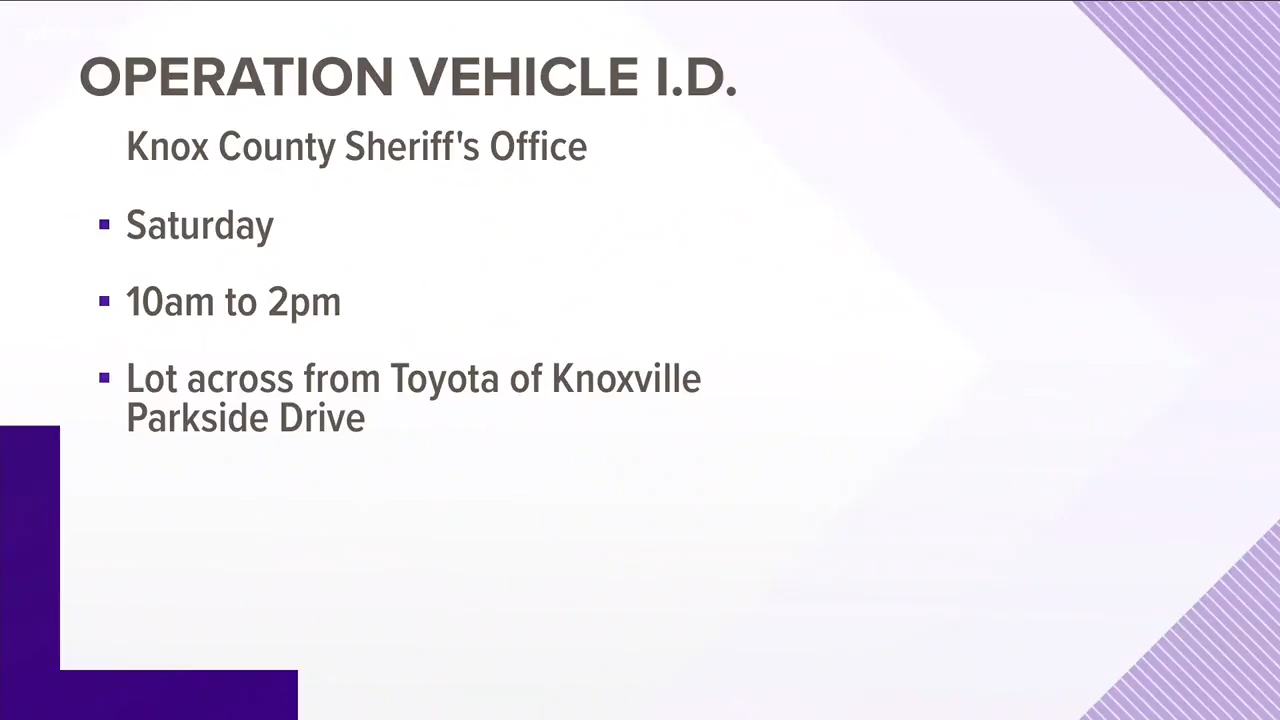 OPERATION VEHICLE I.D.
Knox County Sheriff's Office
Saturday
10am to 2pm
Lot across from Toyota of Knoxville
Parkside Drive